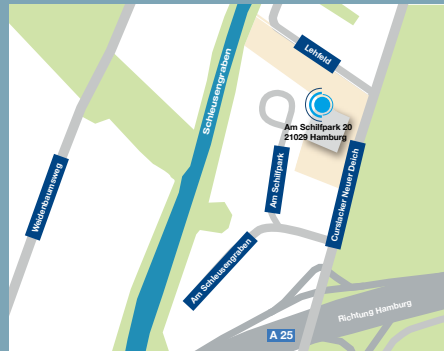 Lehfeld
Schleusengraben
Am Schilfpark 20
21029 Hamburg
Weidenbaumsweg
Am Schilfpark
Curslacker Neuer Deich
Am Schleusengraben
Richtung Hamburg
A 25